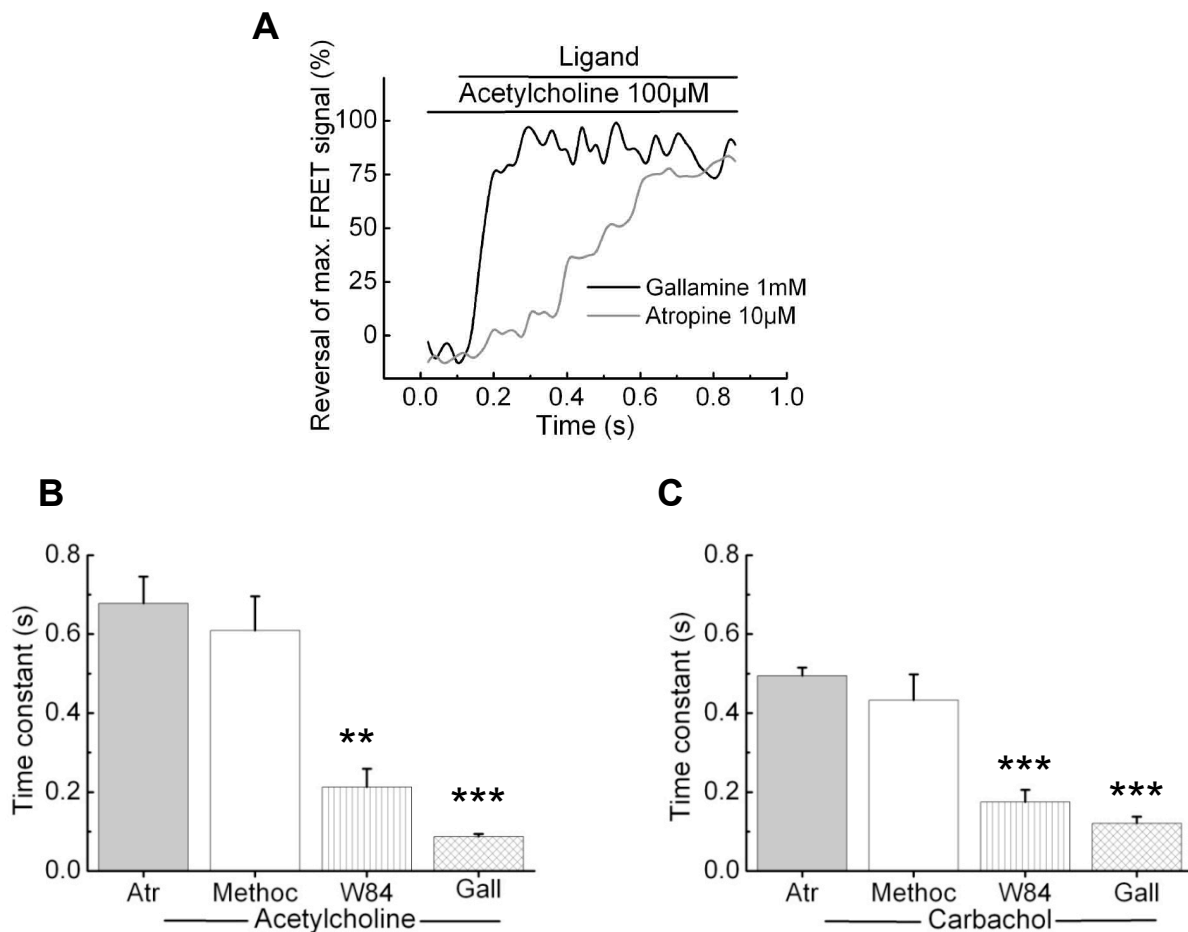 A
Reversal of max. FRET signal (%)
Ligand
Acetylcholine 100µM
100
75
50
25
0
Gallamine 1mM
Atropine 10µM
0.0 0.2 0.4 0.6 0.8 1.0
Time (s)
B
Time constant (s)
0.8
0.6
0.4
0.2
0.0
**
***
Atr Methoc W84 Gall
Acetylcholine
C
Time constant (s)
0.8
0.6
0.4
0.2
0.0
***
***
Atr Methoc W84 Gall
Carbachol